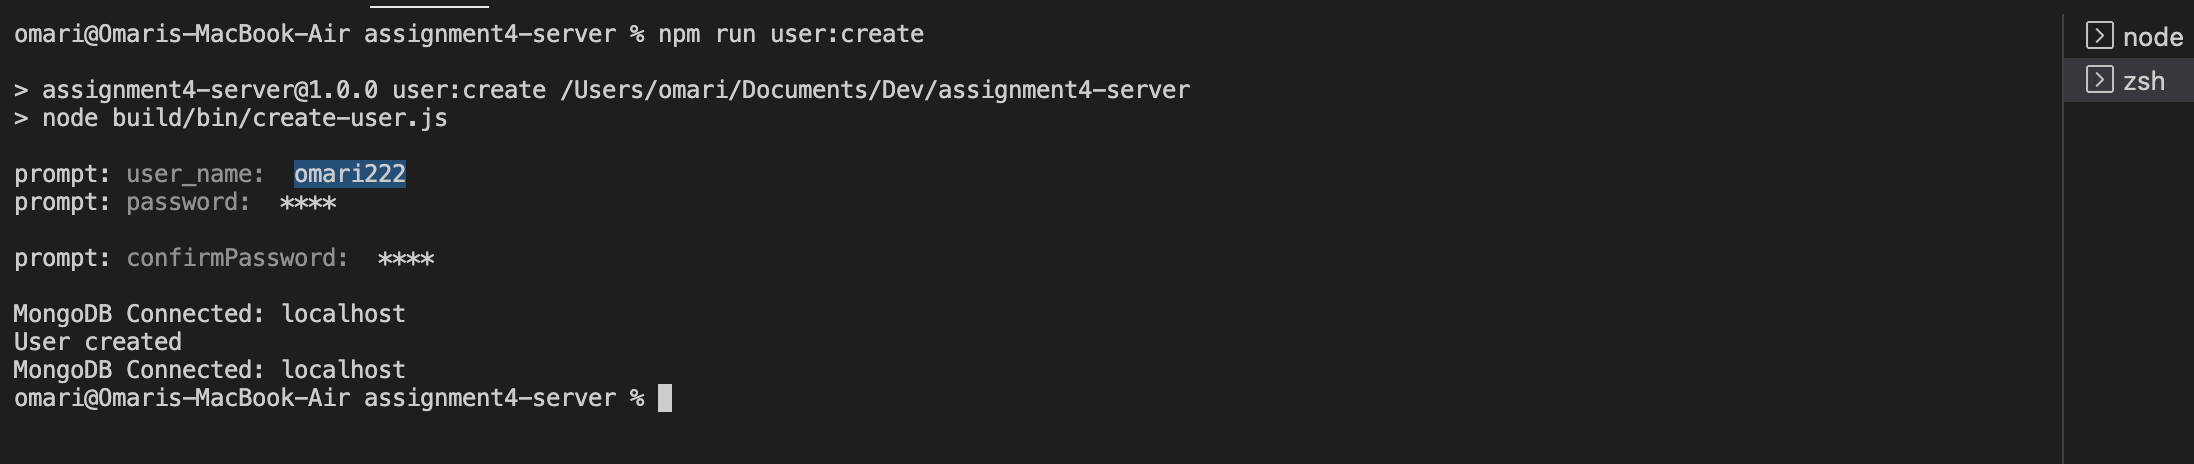 omari@Omaris-MacBook-Air assignment4-server % npm run user:create
> assignment4-server@1.0.0 user:create /Users/omari/Documents/Dev/assignment4-server
> node build/bin/create-user.js
prompt: user_name:  omari222
prompt: password:  ****
prompt: confirmPassword:  ****
MongoDB Connected: localhost
User created
MongoDB Connected: localhost
omari@Omaris-MacBook-Air assignment4-server %
node
zsh